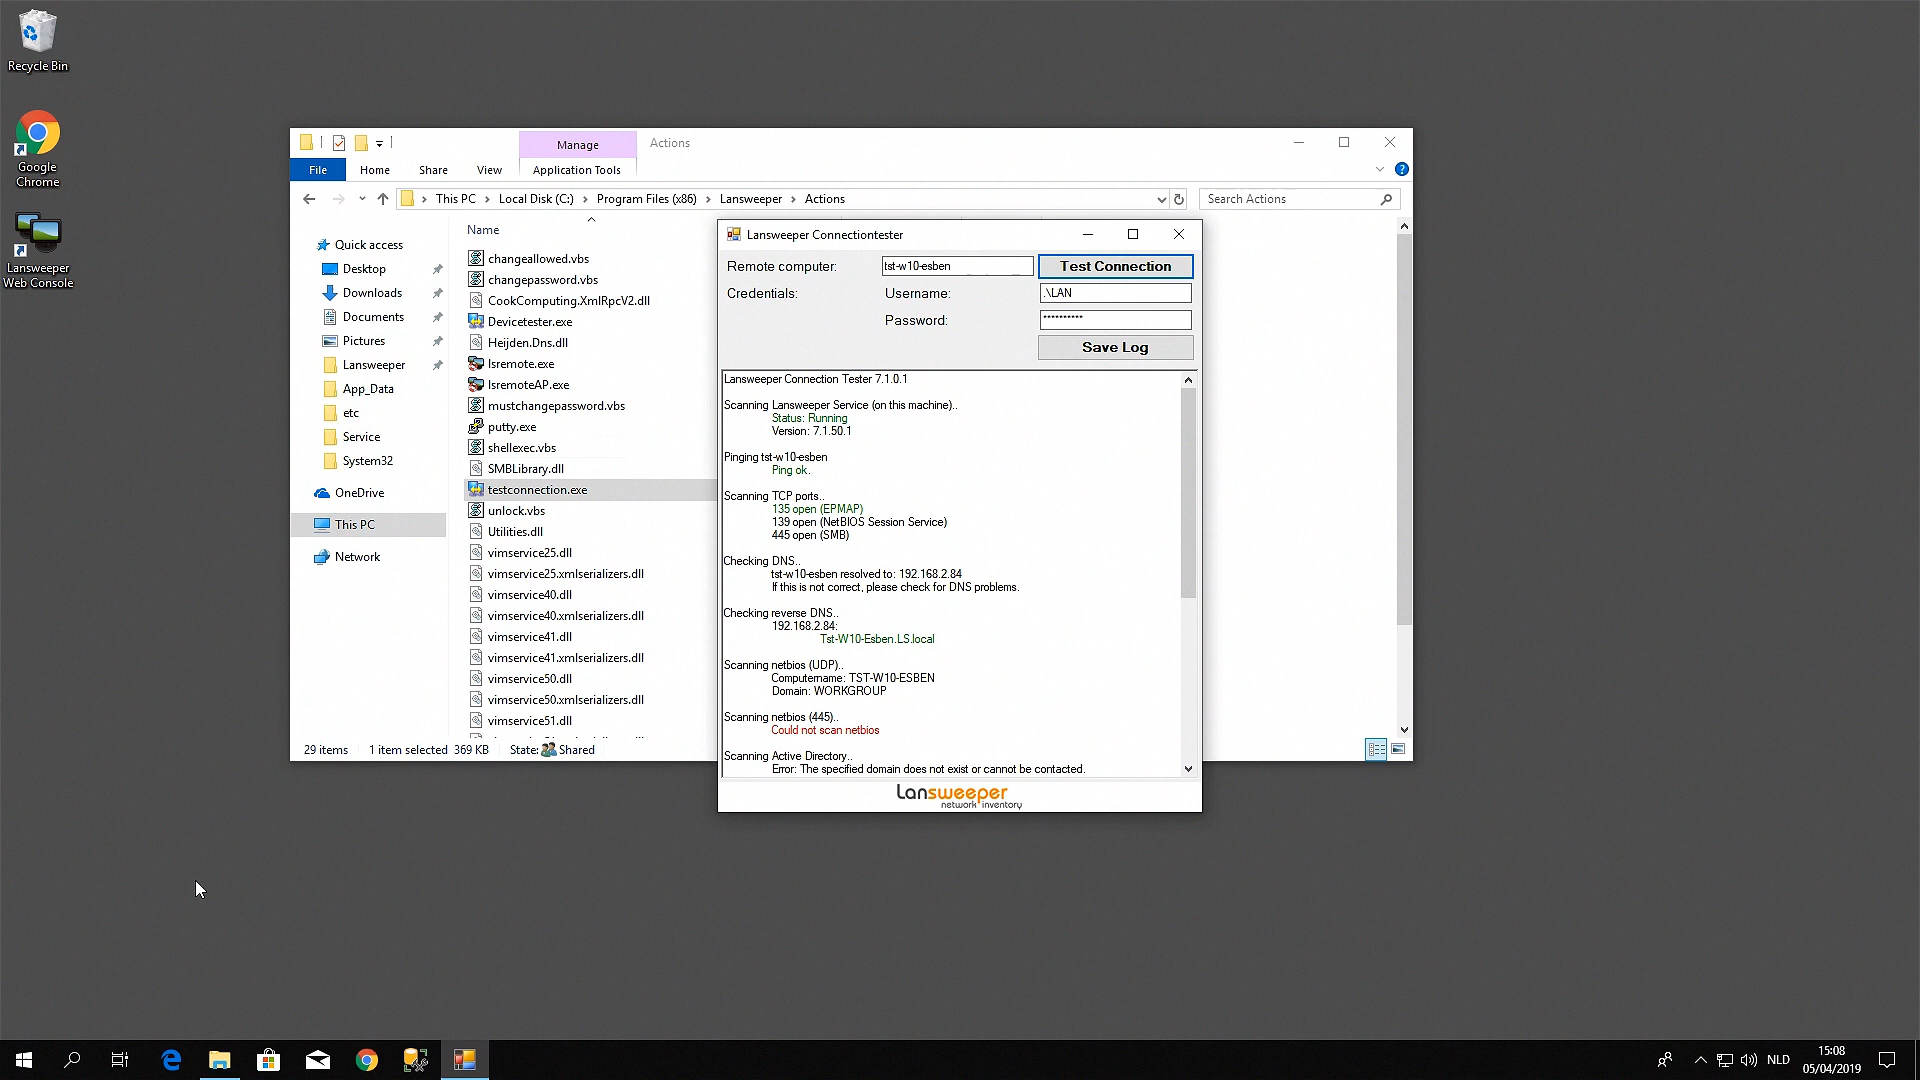 Recycle Bin
Google
Chrome
Lansweeper
Web Console
Manage
Actions
File
Home
Share
View
Application Tools
This PC
Local Disk (C:)
Program Files (x86)
Lansweeper
Actions
Search Actions
Quick access
Desktop
Downloads
Documents
Pictures
Lansweeper
App_Data
etc
Service
System32
OneDrive
This PC
Network
Name
changeallowed.vbs
changepassword.vbs
CookComputing.XmlRpcV2.dll
Devicetester.exe
Heijden.Dns.dll
lsremote.exe
lsremoteAP.exe
mustchangepassword.vbs
putty.exe
shellexec.vbs
SMBLibrary.dll
testconnection.exe
unlock.vbs
Utilities.dll
vimservice25.dll
vimservice25.xmlserializers.dll
vimservice40.dll
vimservice40.xmlserializers.dll
vimservice41.dll
vimservice41.xmlserializers.dll
vimservice50.dll
vimservice50.xmlserializers.dll
vimservice51.dll
29 items
1 item selected 369 KB
State: Shared
Lansweeper Connectiontester
Remote computer: tst-w10-esben Test Connection
Credentials: Username: .\LAN
Password: **********
Save Log
Lansweeper Connection Tester 7.1.0.1
Scanning Lansweeper Service (on this machine)..
Status: Running
Version: 7.1.50.1
Pinging tst-w10-esben
Ping ok.
Scanning TCP ports..
135 open (EPMAP)
139 open (NetBIOS Session Service)
445 open (SMB)
Checking DNS..
tst-w10-esben resolved to: 192.168.2.84
If this is not correct, please check for DNS problems.
Checking reverse DNS..
192.168.2.84:
Tst-W10-Esben.LS.local
Scanning netbios (UDP)..
Computername: TST-W10-ESBEN
Domain: WORKGROUP
Scanning netbios (445)..
Could not scan netbios
Scanning Active Directory..
Error: The specified domain does not exist or cannot be contacted.
Lansweeper
network inventory
NLD
15:08
05/04/2019